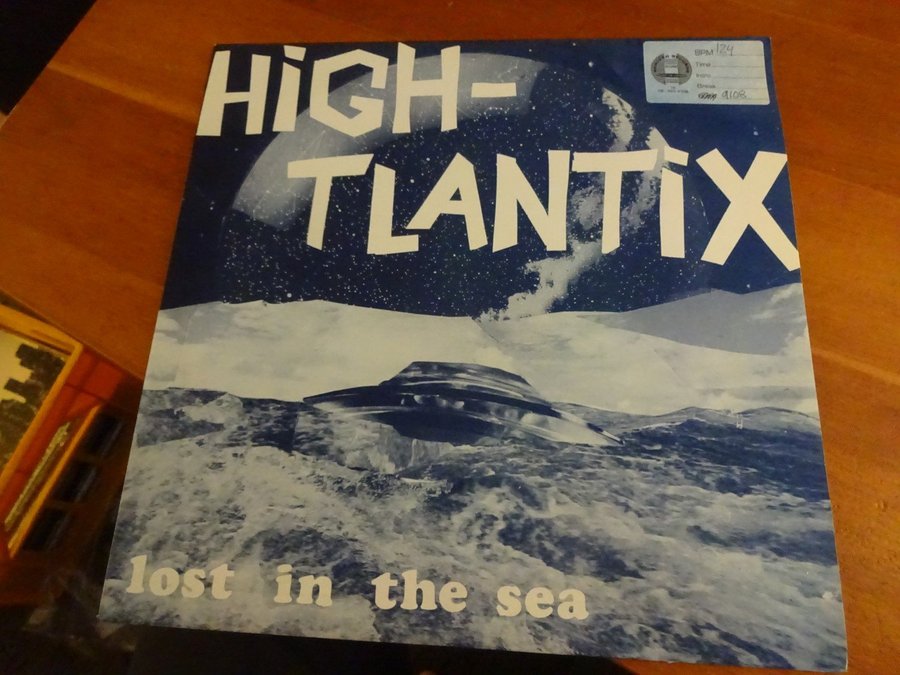 HiGH-
TLANTiX
lost in the sea
BPM 124
Time
Intro
Break
9108